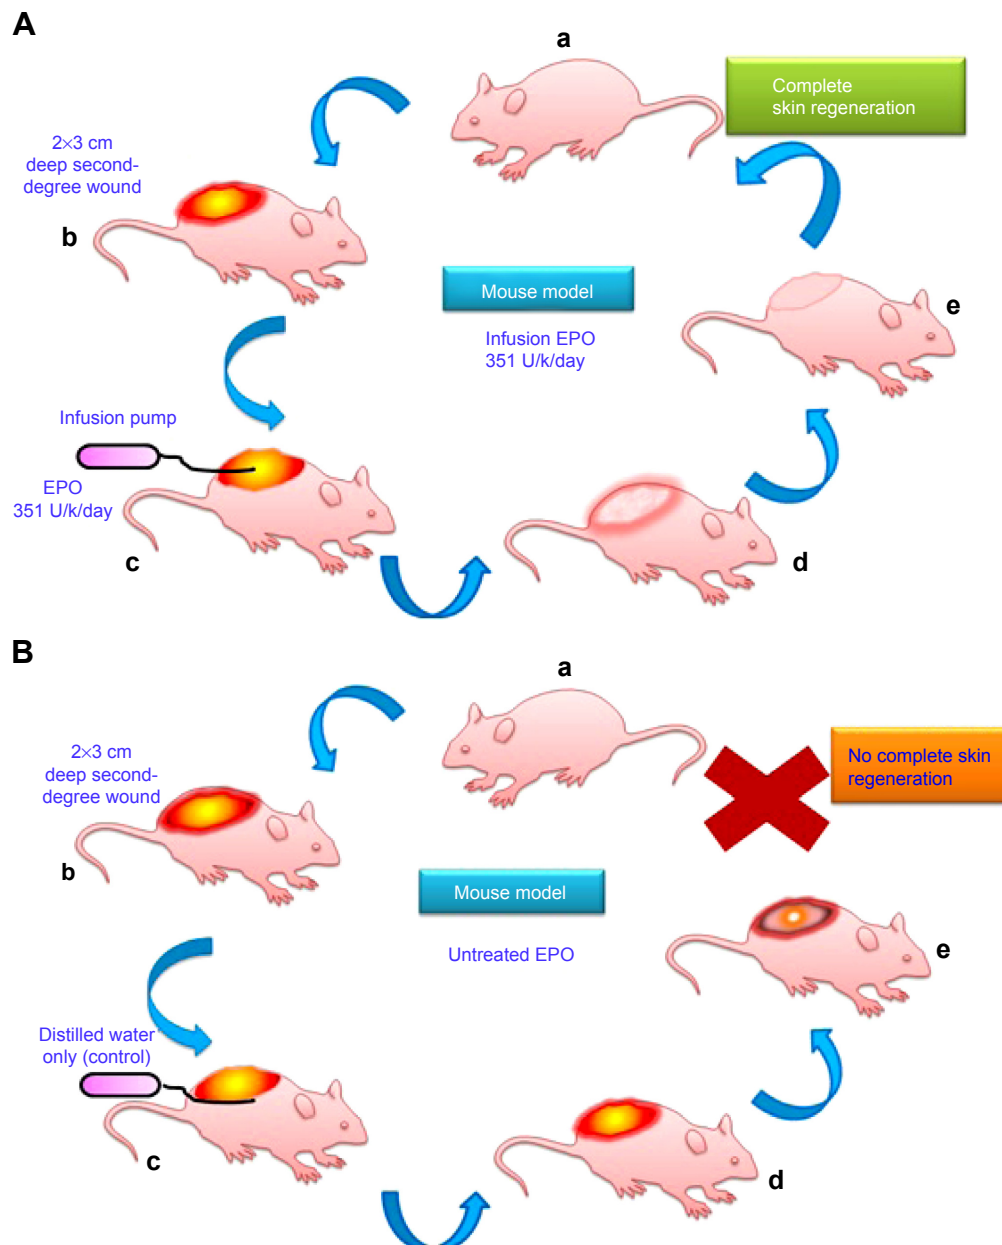 A
a
Complete
skin regeneration
2×3 cm
deep second-
degree wound
b
Mouse model
Infusion EPO
351 U/k/day
e
Infusion pump
EPO
351 U/k/day
c
d
B
a
2×3 cm
deep second-
degree wound
No complete skin
regeneration
b
Mouse model
Untreated EPO
e
Distilled water
only (control)
c
d